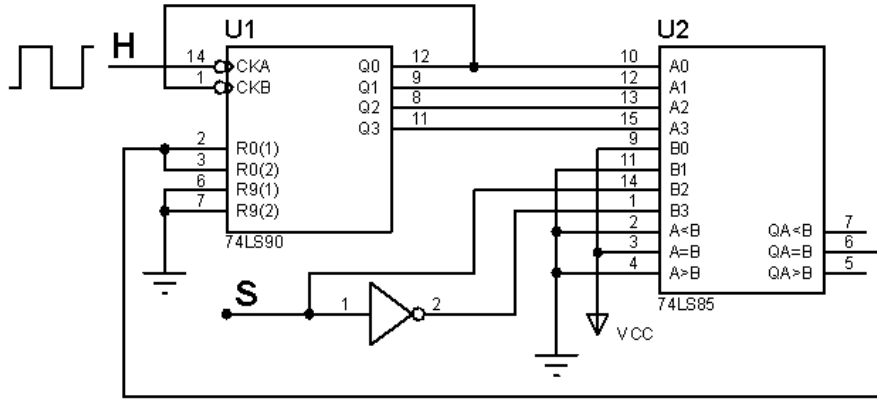 U1
U2
H
14 CKA
1 CKB
2 R0(1)
3 R0(2)
6 R9(1)
7 R9(2)
Q0 12
Q1 9
Q2 8
Q3 11
74LS90
10 A0
12 A1
13 A2
15 A3
9 B0
11 B1
14 B2
1 B3
2 A<B
3 A=B
4 A>B
QA<B 7
QA=B 6
QA>B 5
74LS85
S
1
2
VCC